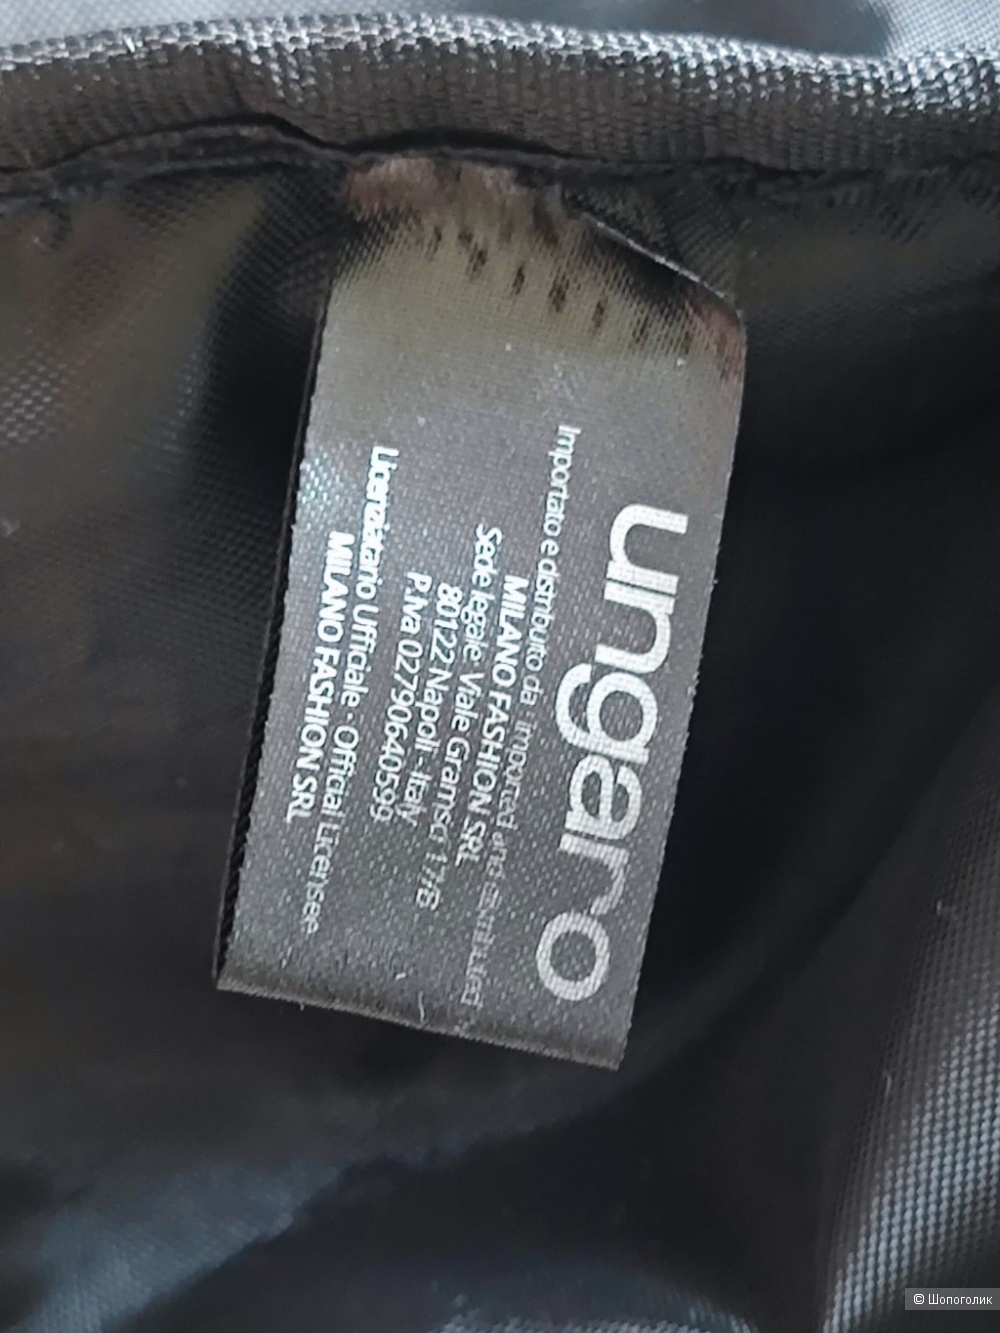 ungaro
Importato e distribuito da · imported and distributed
MILANO FASHION SRL
Sede legale Viale Gramsci 17/B
80122 Napoli - Italy
P.Iva 02790640599
Licenziatario Ufficiale · Official Licensee
MILANO FASHION SRL
© Шопоголик